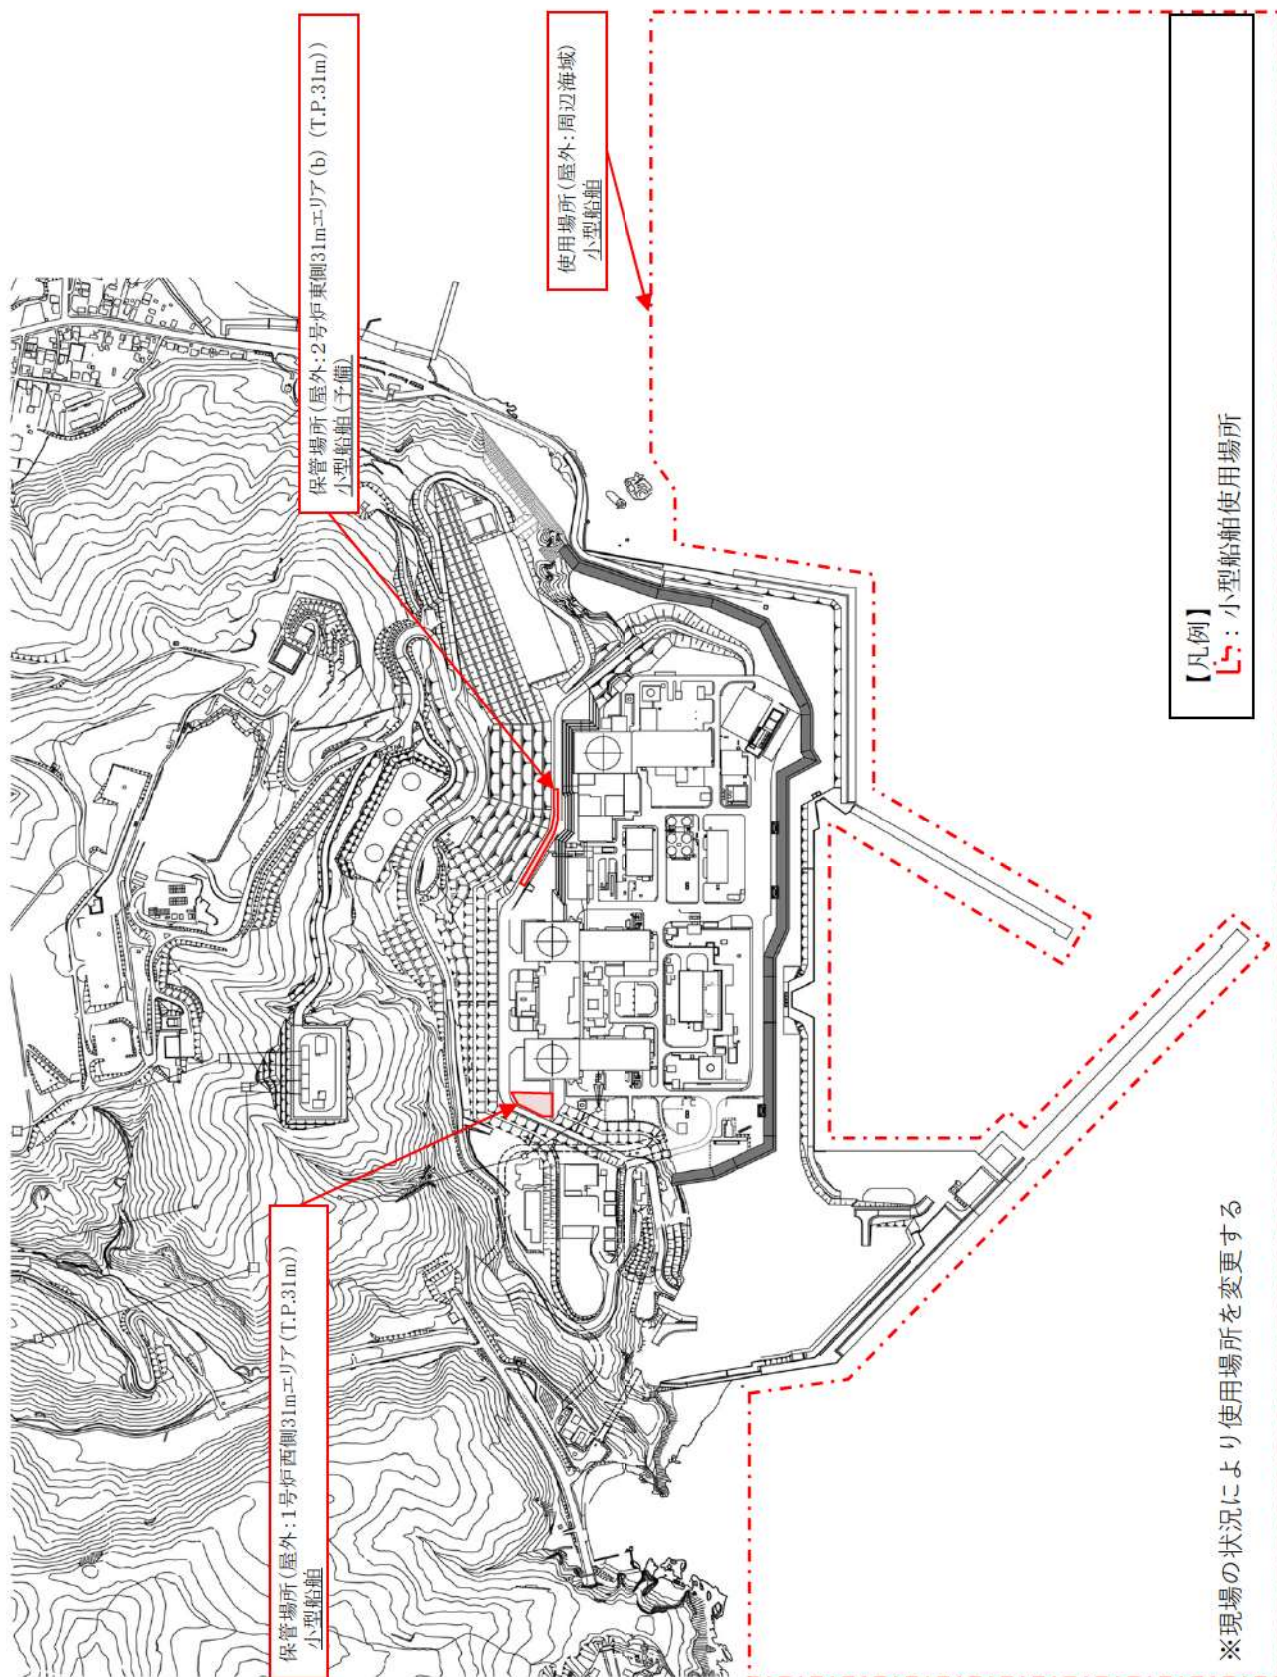 保管場所(屋外:1号炉西側31mエリア(T.P.31m))
小型船舶
保管場所(屋外:2号炉東側31mエリア(b) (T.P.31m))
小型船舶(予備)
使用場所(屋外:周辺海域)
小型船舶
【凡例】
:小型船舶使用場所
※現場の状況により使用場所を変更する